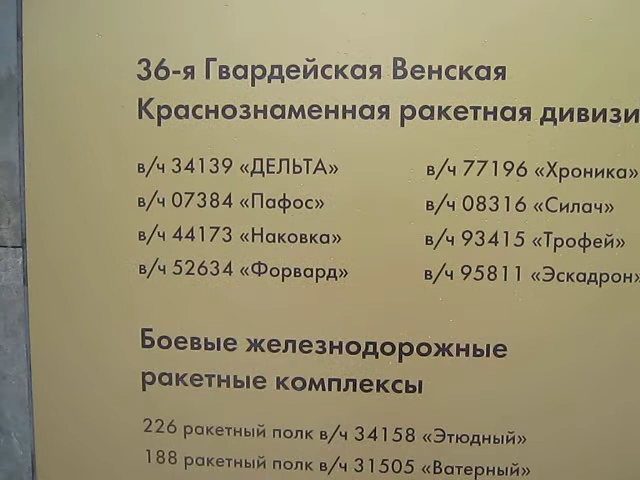 36-я Гвардейская Венская
Краснознаменная ракетная дивизи
в/ч 34139 «ДЕЛЬТА»
в/ч 07384 «Пафос»
в/ч 44173 «Наковка»
в/ч 52634 «Форвард»
в/ч 77196 «Хроника»
в/ч 08316 «Силач»
в/ч 93415 «Трофей»
в/ч 95811 «Эскадрон»
Боевые железнодорожные
ракетные комплексы
226 ракетный полк в/ч 34158 «Этюдный»
188 ракетный полк в/ч 31505 «Ватерный»